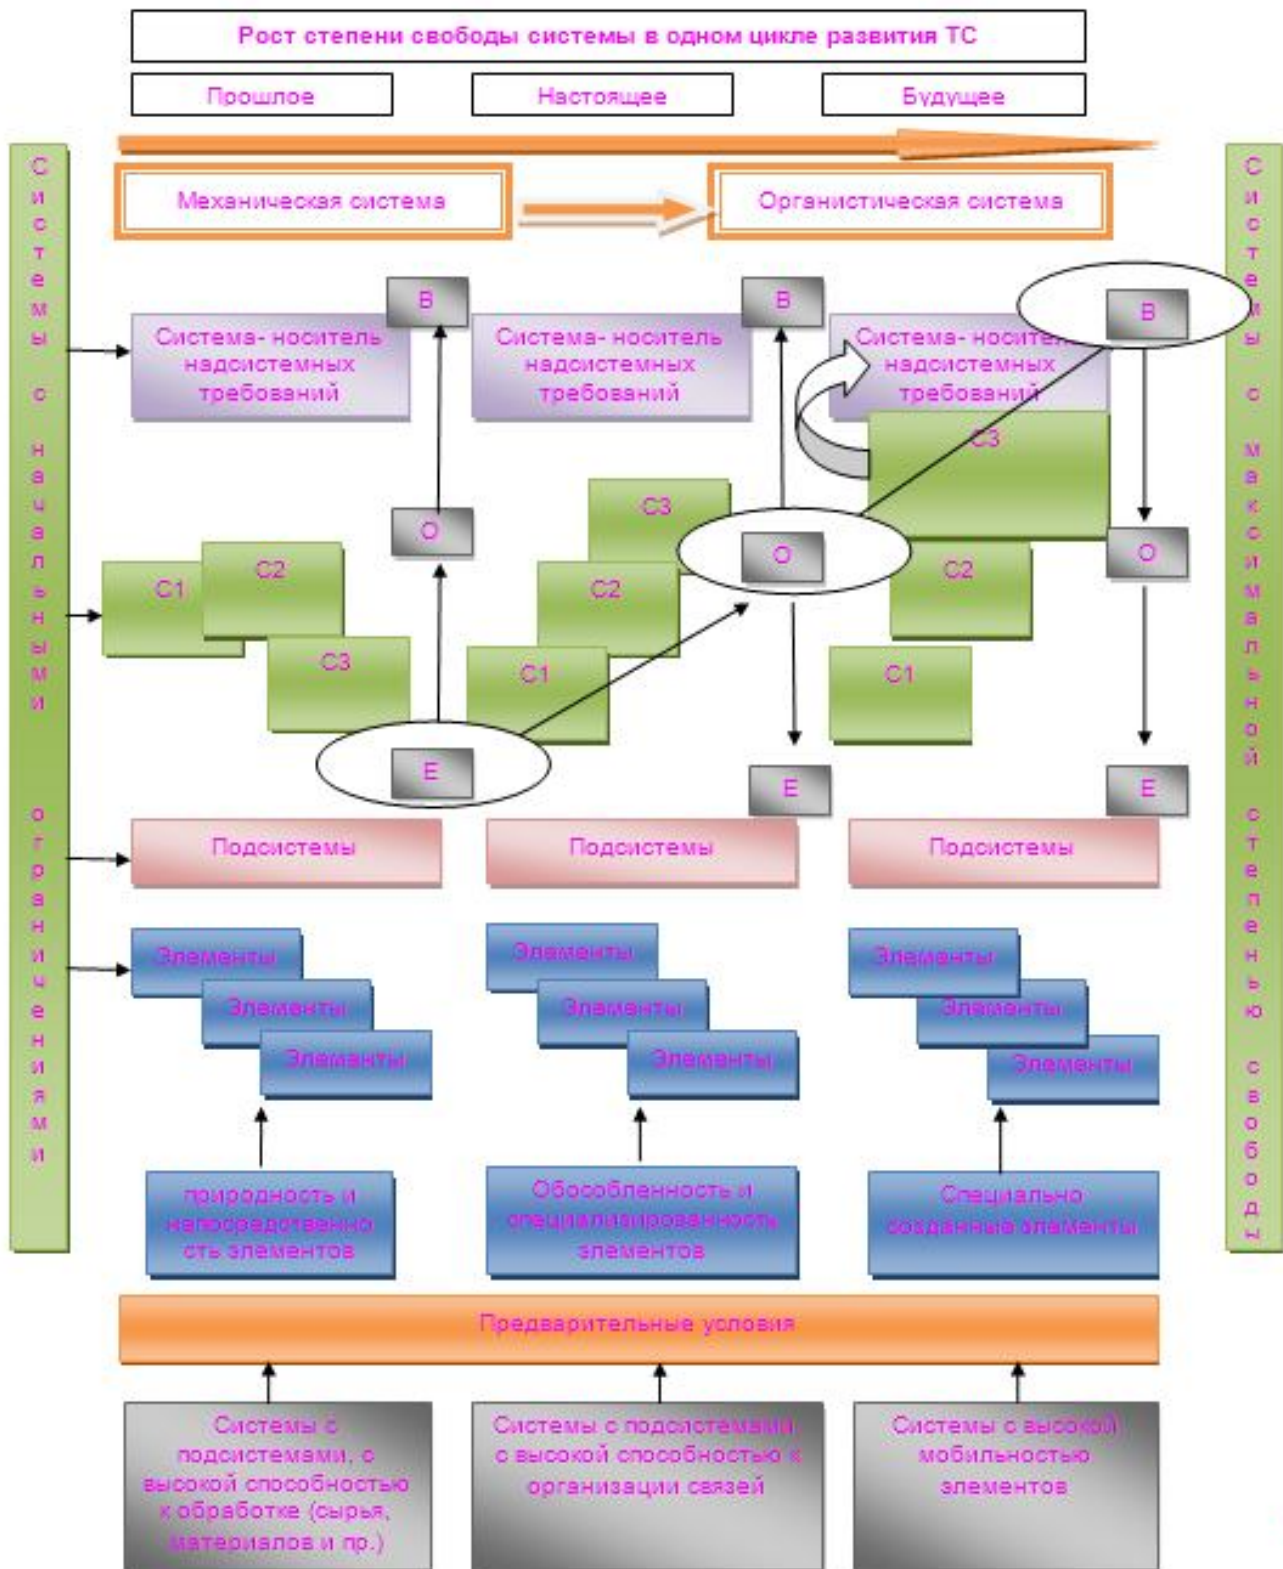 Рост степени свободы системы в одном цикле развития ТС
Прошлое
Настоящее
Будущее
Механическая система
Органистическая система
Системы с начальными ограничениями
Системы с максимальной степенью свободы
В
В
В
Система- носитель
надсистемных
требований
Система- носитель
надсистемных
требований
Система- носитель
надсистемных
требований
С3
С3
О
О
О
С1
С2
С3
С2
С1
С2
С1
Е
Е
Е
Подсистемы
Подсистемы
Подсистемы
Элементы
Элементы
Элементы
Элементы
Элементы
Элементы
Элементы
Элементы
Элементы
природность и
непосредственно
сть элементов
Обособленность и
специализированность
элементов
Специально
созданные элементы
Предварительные условия
Системы с
подсистемами, с
высокой способностью
к обработке (сырья,
материалов и пр.)
Системы с подсистемами
с высокой способностью к
организации связей
Системы с высокой
мобильностью
элементов